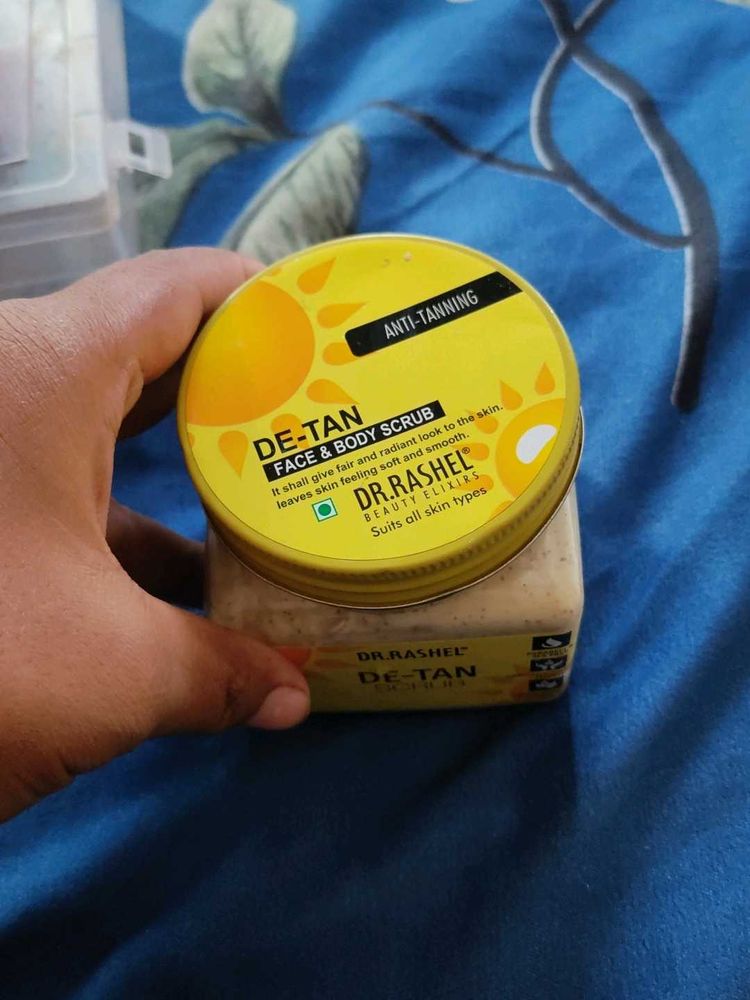 ANTI-TANNING
DE-TAN
FACE & BODY SCRUB
It shall give fair and radiant look to the skin.
leaves skin feeling soft and smooth.
DR.RASHEL®
BEAUTY ELIXIRS
Suits all skin types
DR.RASHEL
DE-TAN
SCRUB